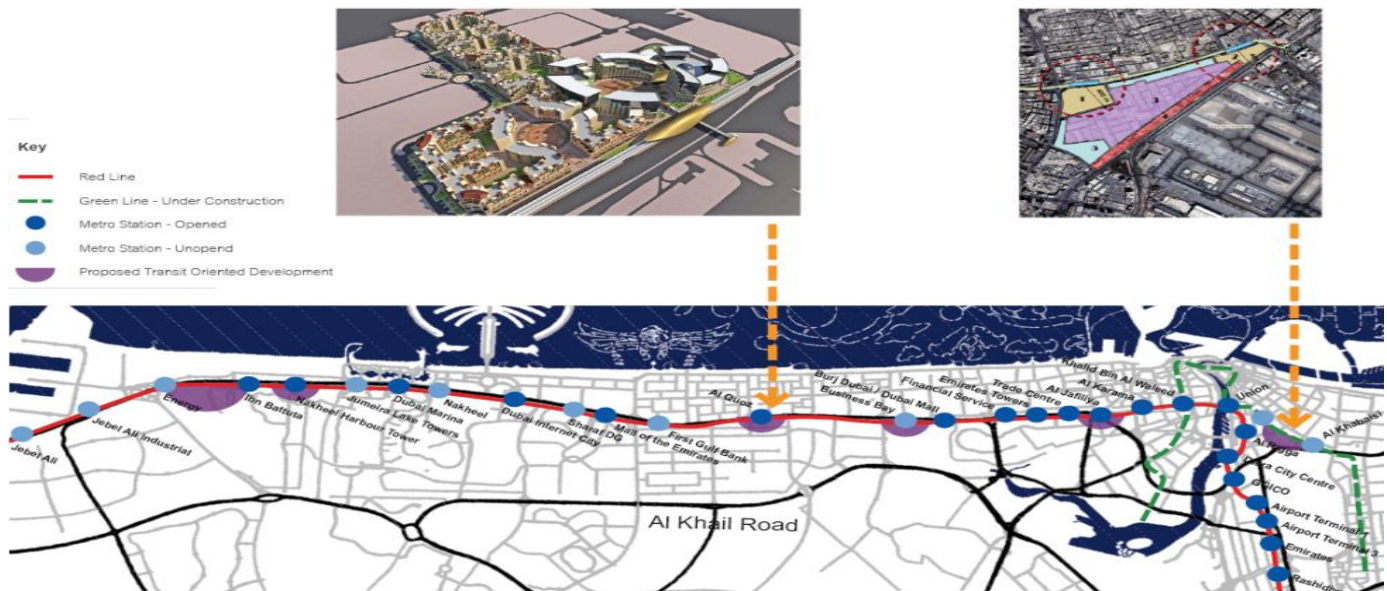 Key
Red Line
Green Line - Under Construction
Metro Station - Opened
Metro Station - Unopend
Proposed Transit Oriented Development
Jebel Ali
Jebel Ali Industrial
Energy
Ibn Battuta
Nakheel Harbour Tower
Jumeira Lake Towers
Dubai Marina
Nakheel
Dubai Internet City
Sharaf DG
Mall of the Emirates
First Gulf Bank
Al Quoz
Business Bay
Burj Dubai / Dubai Mall
Financial Service
Emirates Towers
Trade Centre
Al Jafiliya
Al Karama
Khalid Bin Al Waleed
Union
Al Rigga
Deira City Centre
GGICO
Airport Terminal 1
Airport Terminal 3
Emirates
Al Khail Road